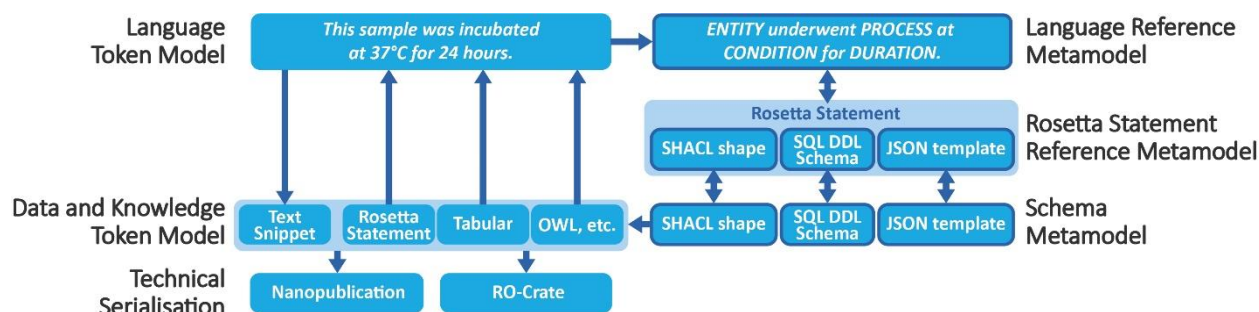 Language
Token Model
This sample was incubated
at 37°C for 24 hours.
ENTITY underwent PROCESS at
CONDITION for DURATION.
Language Reference
Metamodel
Rosetta Statement
SHACL shape
SQL DDL
Schema
JSON template
Rosetta Statement
Reference Metamodel
Data and Knowledge
Token Model
Text
Snippet
Rosetta
Statement
Tabular
OWL, etc.
SHACL shape
SQL DDL
Schema
JSON template
Schema
Metamodel
Technical
Serialisation
Nanopublication
RO-Crate